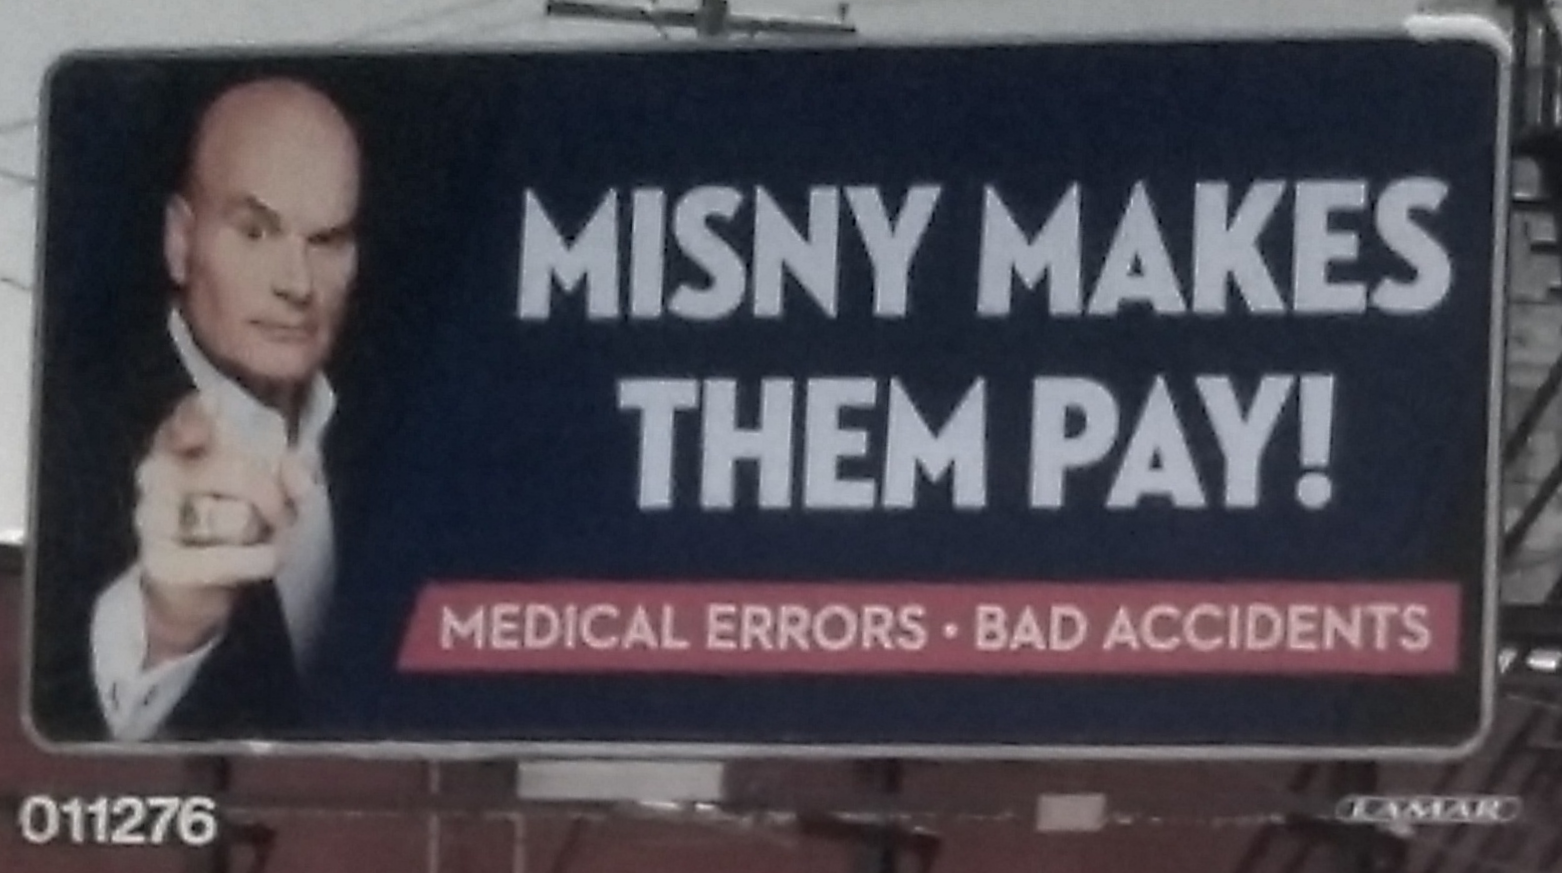 MISNY MAKES
THEM PAY!
MEDICAL ERRORS • BAD ACCIDENTS
011276
LAMAR